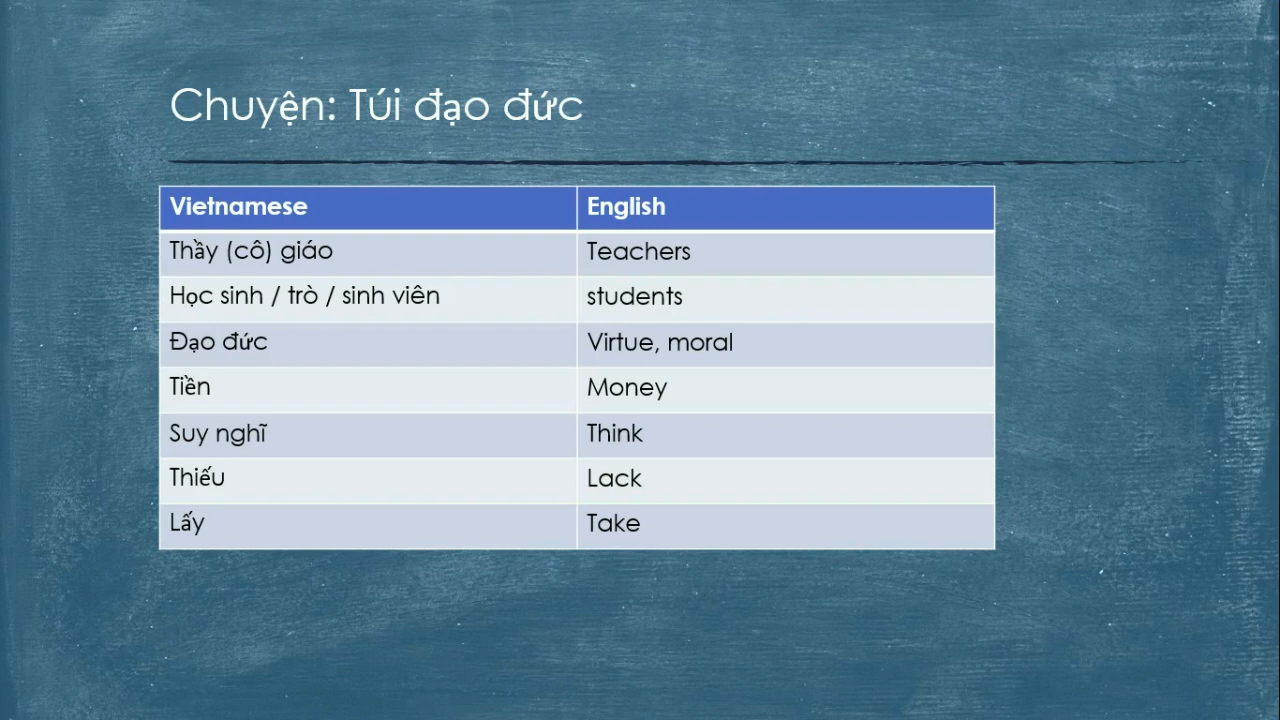 Chuyện: Túi đạo đức
Vietnamese English
Thầy (cô) giáo Teachers
Học sinh / trò / sinh viên students
Đạo đức Virtue, moral
Tiền Money
Suy nghĩ Think
Thiếu Lack
Lấy Take